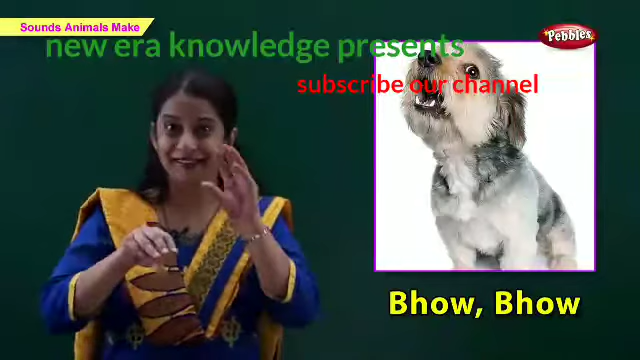 Sounds Animals Make
Pebbles
new era knowledge presents
subscribe our channel
Bhow, Bhow